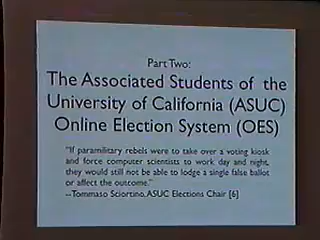 Part Two:
The Associated Students of the
University of California (ASUC)
Online Election System (OES)
"If paramilitary rebels were to take over a voting kiosk
and force computer scientists to work day and night,
they would still not be able to lodge a single false ballot
or affect the outcome."
--Tommaso Sciortino, ASUC Elections Chair [6]